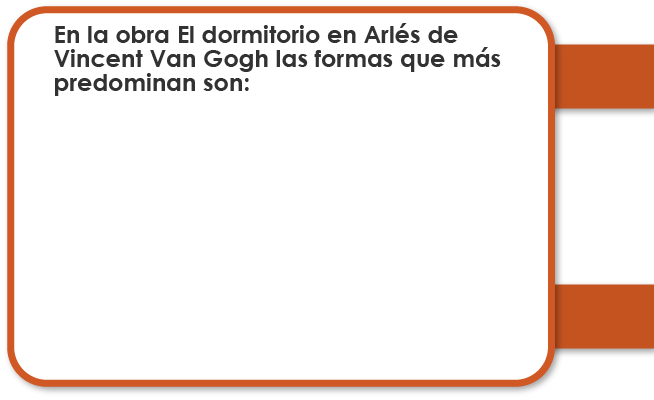 En la obra El dormitorio en Arlés de
Vincent Van Gogh las formas que más
predominan son: